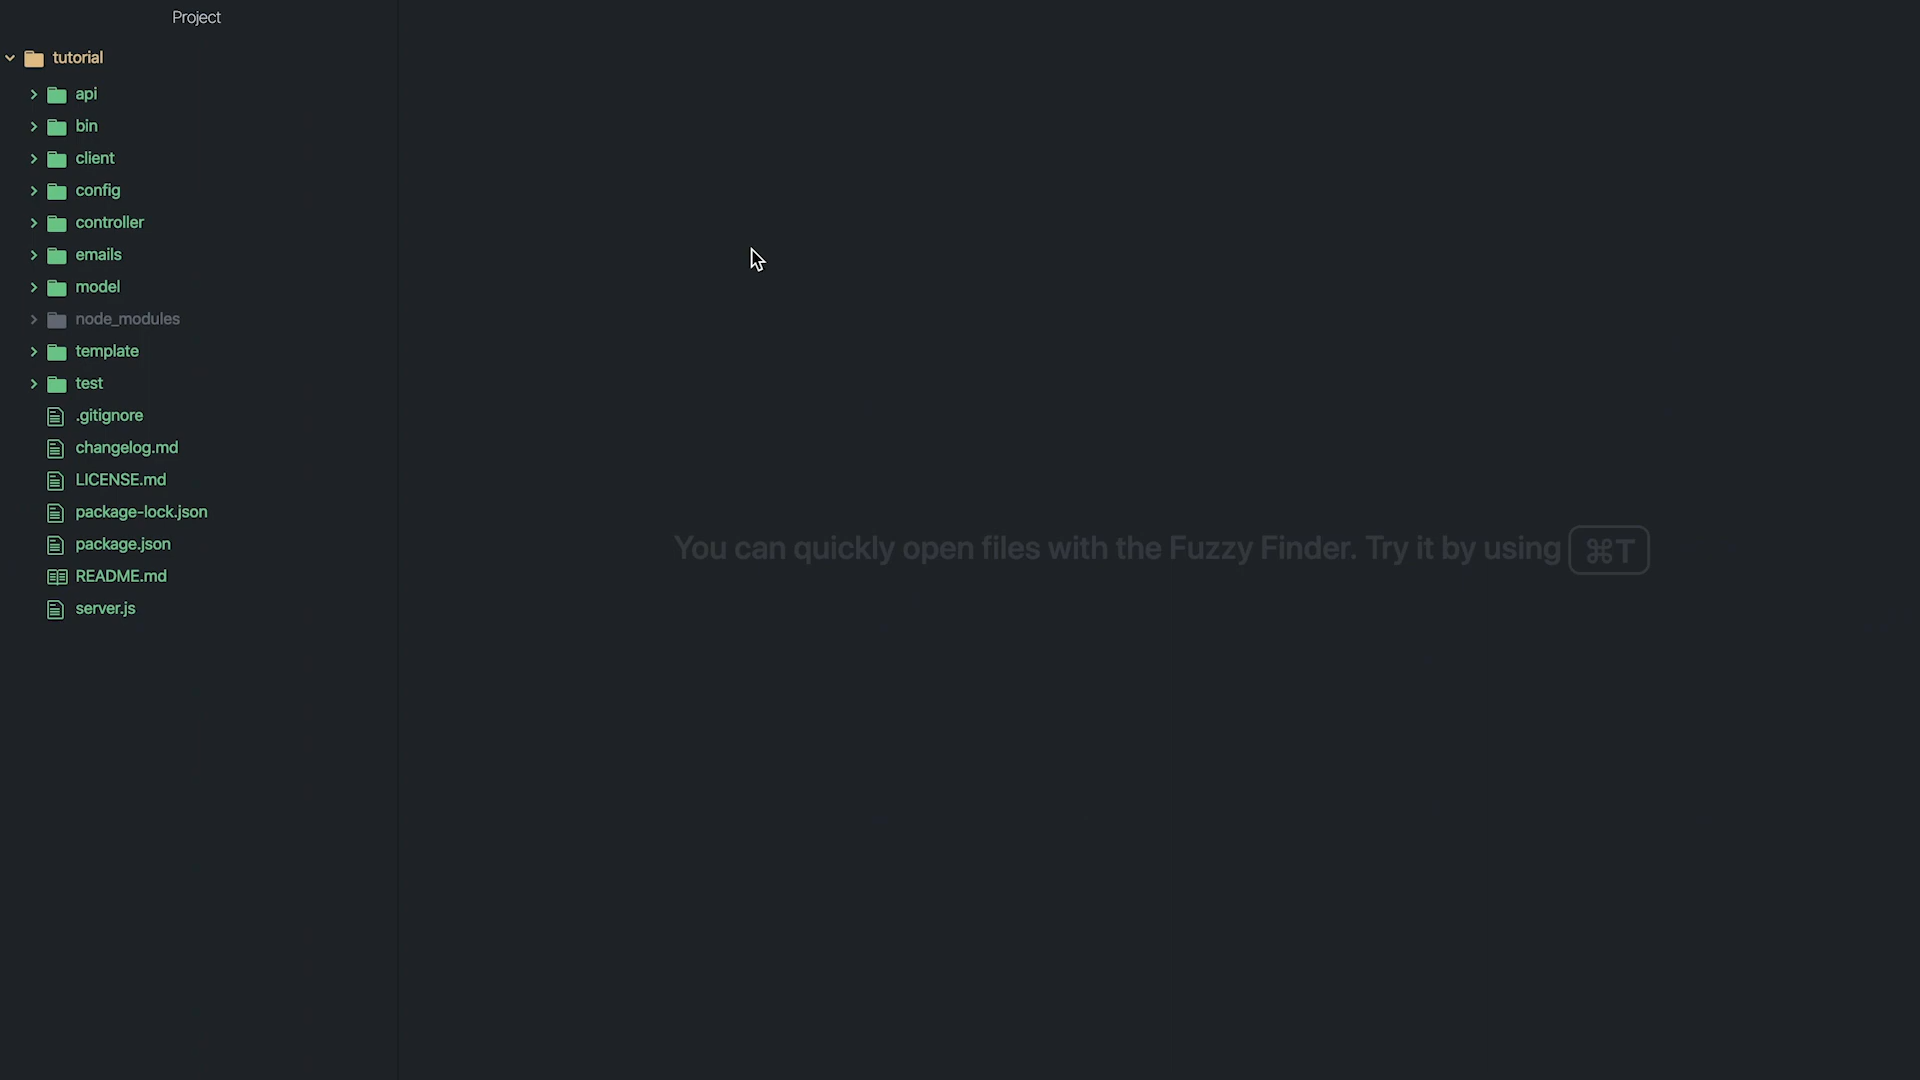 Project
tutorial
api
bin
client
config
controller
emails
model
node_modules
template
test
.gitignore
changelog.md
LICENSE.md
package-lock.json
package.json
README.md
server.js
You can quickly open files with the Fuzzy Finder. Try it by using ⌘T